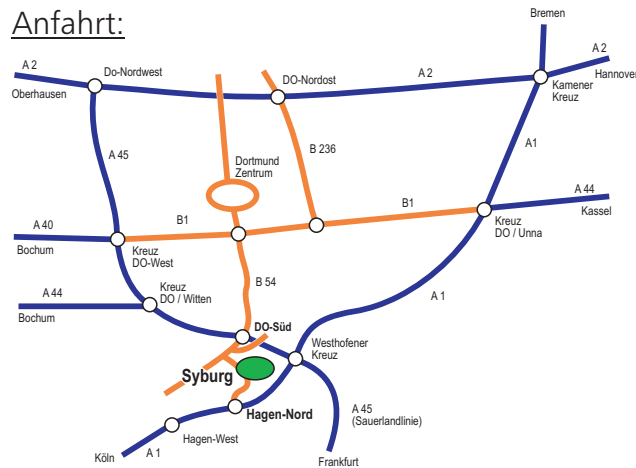 Anfahrt:
Bremen
A 2
Do-Nordwest
DO-Nordost
A 2
A 2
Hannover
Oberhausen
Kamener
Kreuz
A 45
Dortmund
Zentrum
B 236
A1
A 40
B1
B1
A 44
Kassel
Bochum
Kreuz
DO-West
Kreuz
DO / Unna
A 44
Kreuz
DO / Witten
B 54
A 1
Bochum
DO-Süd
Westhofener
Kreuz
Syburg
Hagen-Nord
A 45
(Sauerlandlinie)
Hagen-West
Köln
A 1
Frankfurt